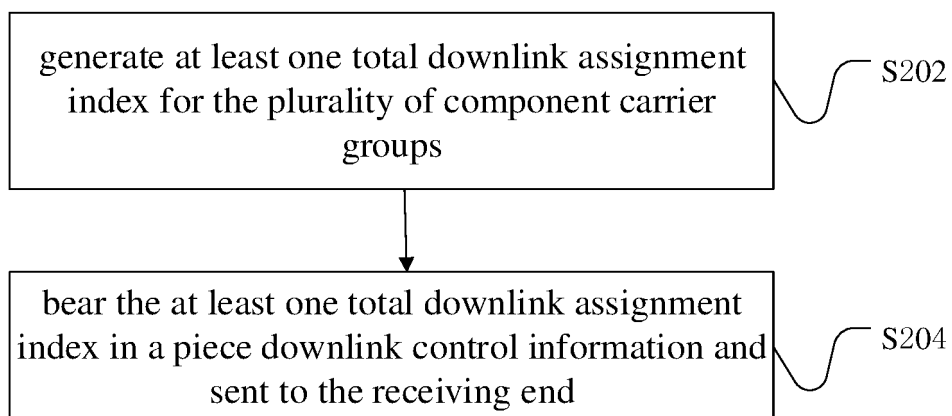 generate at least one total downlink assignment
index for the plurality of component carrier
groups
S202
bear the at least one total downlink assignment
index in a piece downlink control information and
sent to the receiving end
S204